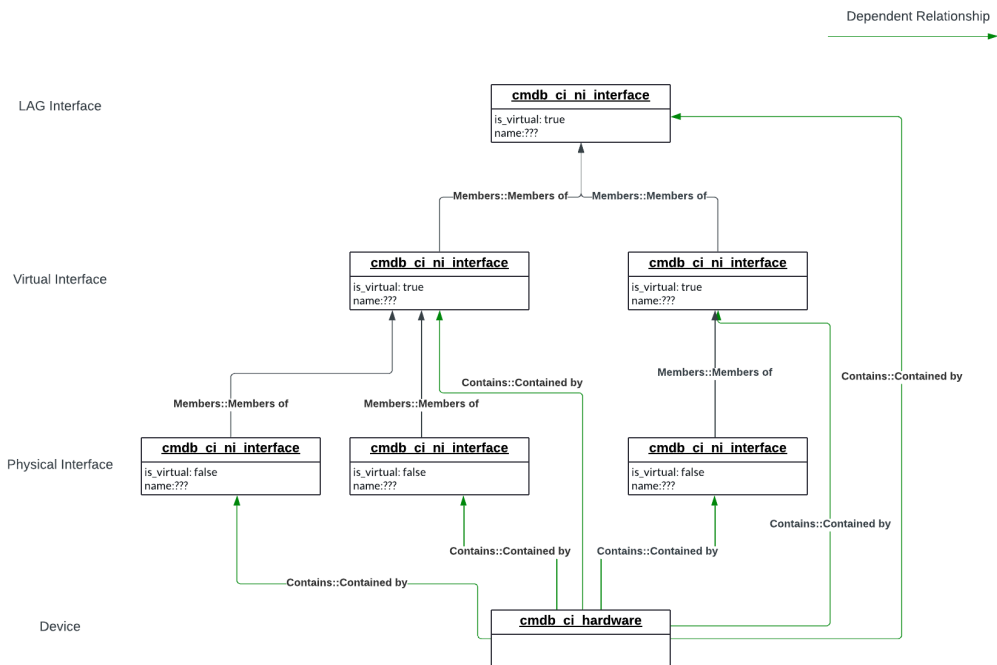 Dependent Relationship
LAG Interface
cmdb_ci_ni_interface
is_virtual: true
name:???
Members::Members of
Members::Members of
Virtual Interface
cmdb_ci_ni_interface
is_virtual: true
name:???
cmdb_ci_ni_interface
is_virtual: true
name:???
Members::Members of
Contains::Contained by
Contains::Contained by
Members::Members of
Members::Members of
Physical Interface
cmdb_ci_ni_interface
is_virtual: false
name:???
cmdb_ci_ni_interface
is_virtual: false
name:???
cmdb_ci_ni_interface
is_virtual: false
name:???
Contains::Contained by
Contains::Contained by
Contains::Contained by
Contains::Contained by
Device
cmdb_ci_hardware